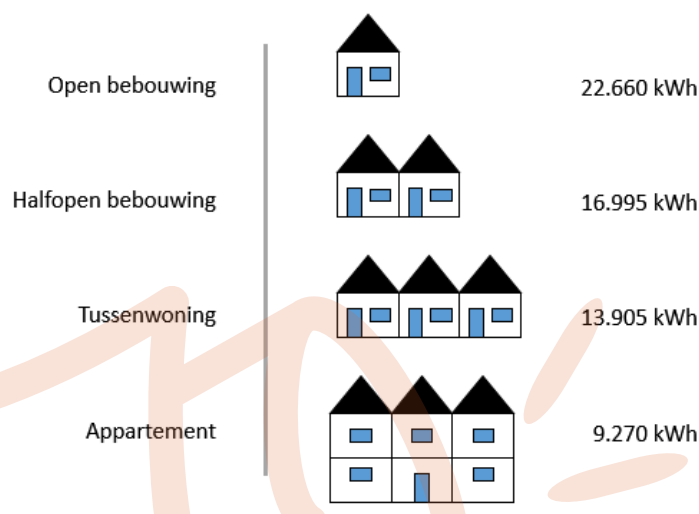 Open bebouwing 22.660 kWh
Halfopen bebouwing 16.995 kWh
Tussenwoning 13.905 kWh
Appartement 9.270 kWh